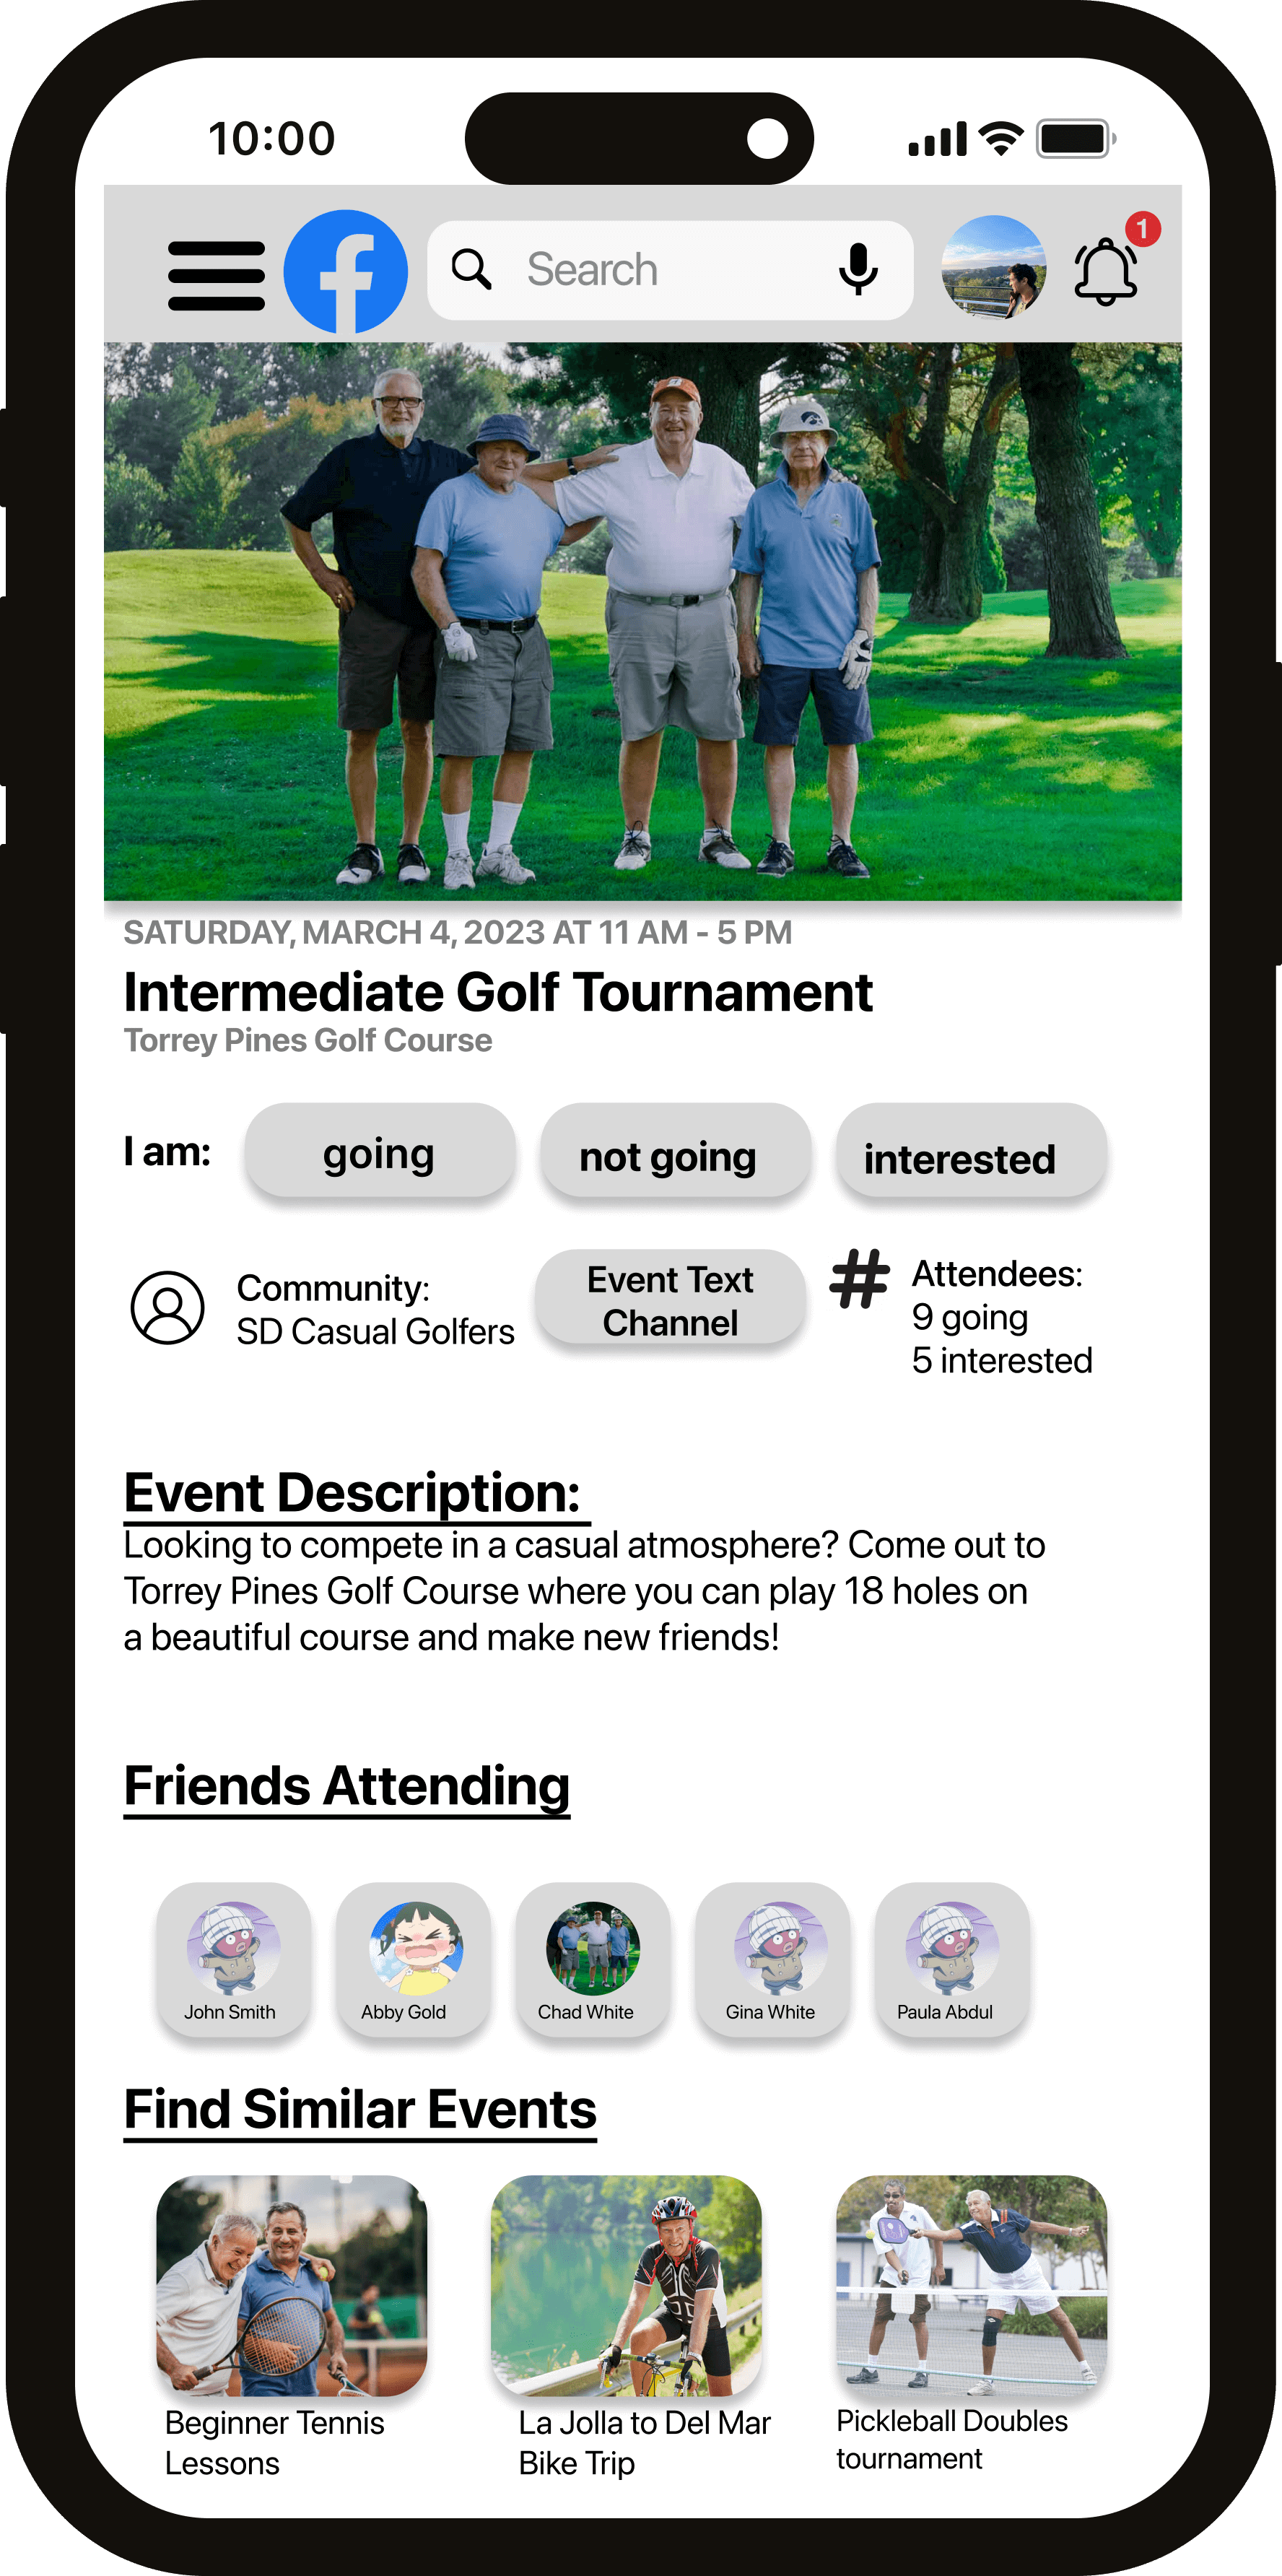 10:00
Search
1
SATURDAY, MARCH 4, 2023 AT 11 AM - 5 PM
Intermediate Golf Tournament
Torrey Pines Golf Course
I am:
going
not going
interested
Community:
SD Casual Golfers
Event Text
Channel
#
Attendees:
9 going
5 interested
Event Description:
Looking to compete in a casual atmosphere? Come out to
Torrey Pines Golf Course where you can play 18 holes on
a beautiful course and make new friends!
Friends Attending
John Smith
Abby Gold
Chad White
Gina White
Paula Abdul
Find Similar Events
Beginner Tennis
Lessons
La Jolla to Del Mar
Bike Trip
Pickleball Doubles
tournament